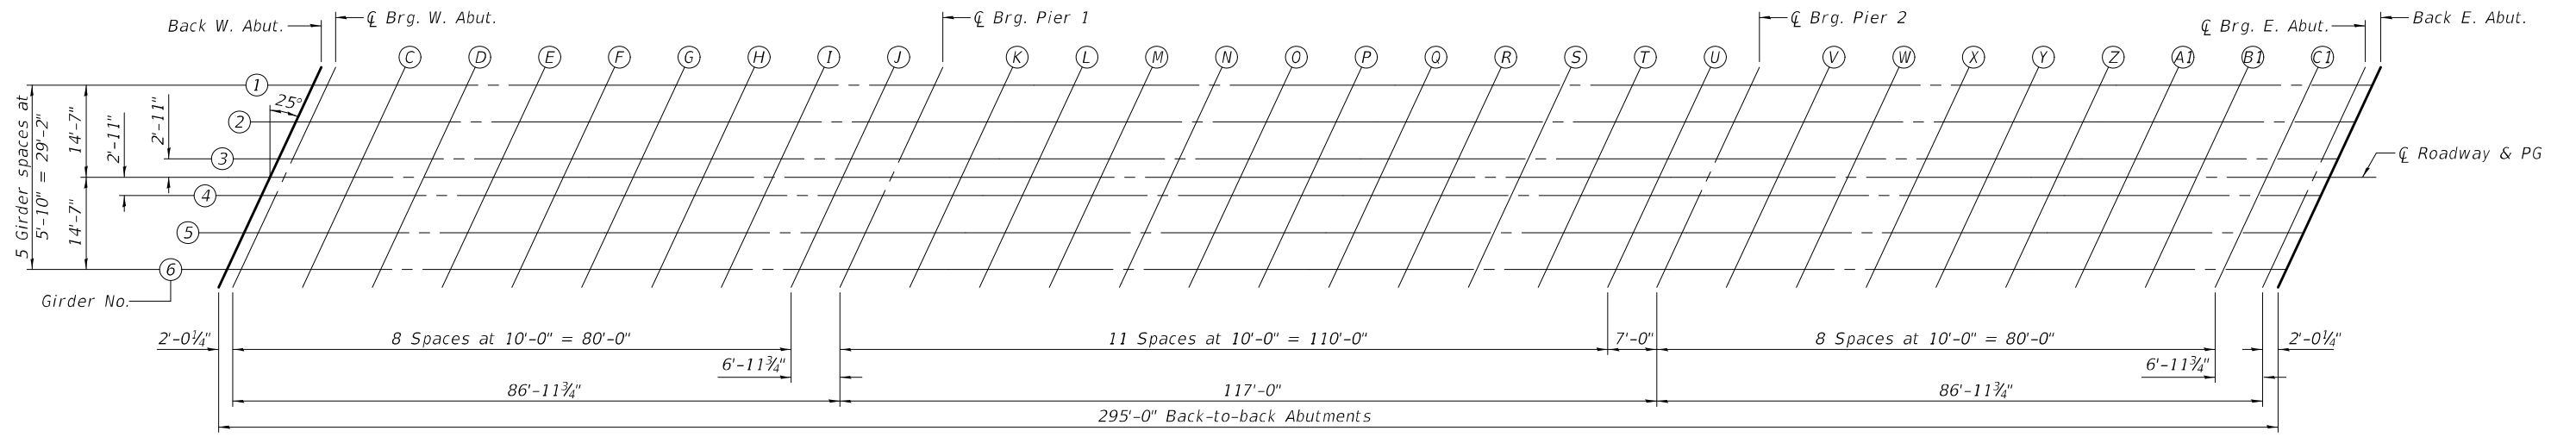 Back W. Abut.
℄ Brg. W. Abut.
℄ Brg. Pier 1
℄ Brg. Pier 2
℄ Brg. E. Abut.
Back E. Abut.
C D E F G H I J K L M N O P Q R S T U V W X Y Z A1 B1 C1
1
2
3
4
5
6
25°
5 Girder spaces at
5'-10" = 29'-2"
14'-7"
14'-7"
2'-11"
2'-11"
℄ Roadway & PG
Girder No.
2'-0¼"
8 Spaces at 10'-0" = 80'-0"
11 Spaces at 10'-0" = 110'-0"
7'-0"
8 Spaces at 10'-0" = 80'-0"
2'-0¼"
6'-11¾"
6'-11¾"
86'-11¾"
117'-0"
86'-11¾"
295'-0" Back-to-back Abutments